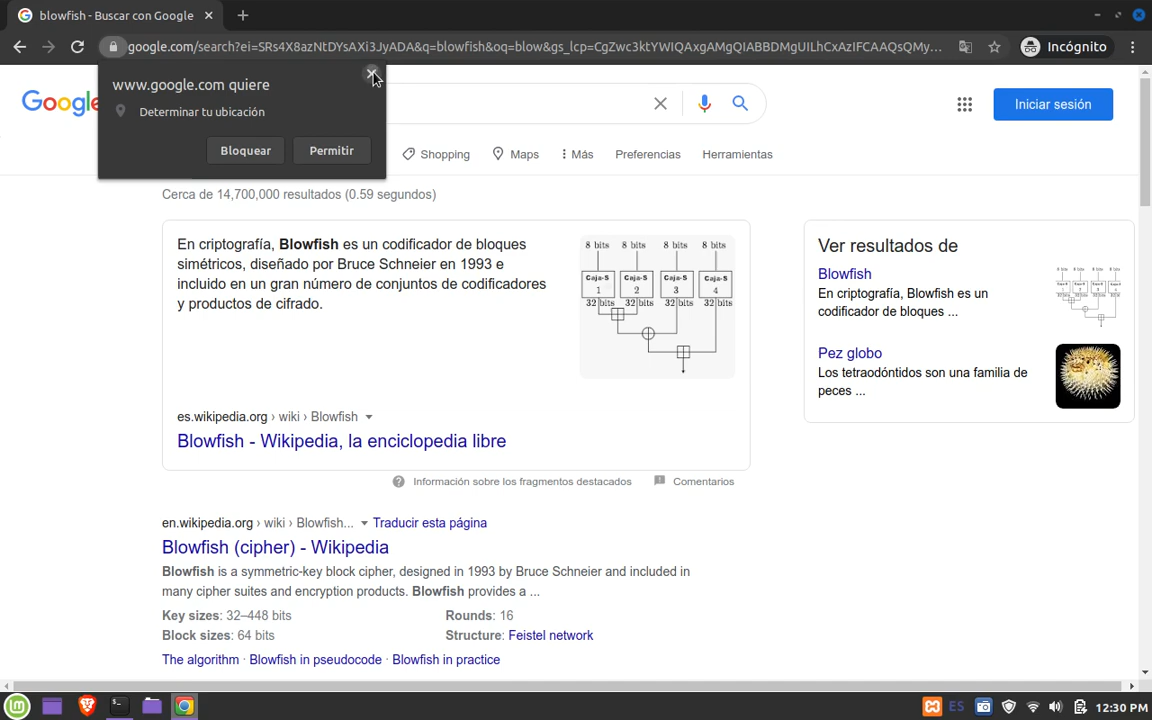 blowfish - Buscar con Google
google.com/search?ei=SRs4X8azNtDYsAXi3JyADA&q=blowfish&oq=blow&gs_lcp=CgZwc3ktYWIQAxgAMgQIABBDMgUILhCxAzIFCAAQsQMy...
Incógnito
www.google.com quiere
Determinar tu ubicación
Bloquear
Permitir
Google
Iniciar sesión
Shopping
Maps
Más
Preferencias
Herramientas
Cerca de 14,700,000 resultados (0.59 segundos)
En criptografía, Blowfish es un codificador de bloques
simétricos, diseñado por Bruce Schneier en 1993 e
incluido en un gran número de conjuntos de codificadores
y productos de cifrado.
8 bits 8 bits 8 bits 8 bits
Caja-S Caja-S Caja-S Caja-S
1 2 3 4
32 bits 32 bits 32 bits 32 bits
es.wikipedia.org › wiki › Blowfish
Blowfish - Wikipedia, la enciclopedia libre
Información sobre los fragmentos destacados
Comentarios
en.wikipedia.org › wiki › Blowfish... Traducir esta página
Blowfish (cipher) - Wikipedia
Blowfish is a symmetric-key block cipher, designed in 1993 by Bruce Schneier and included in
many cipher suites and encryption products. Blowfish provides a ...
Key sizes: 32–448 bits Rounds: 16
Block sizes: 64 bits Structure: Feistel network
The algorithm · Blowfish in pseudocode · Blowfish in practice
Ver resultados de
Blowfish
En criptografía, Blowfish es un
codificador de bloques ...
Pez globo
Los tetraodóntidos son una familia de
peces ...
ES
12:30 PM